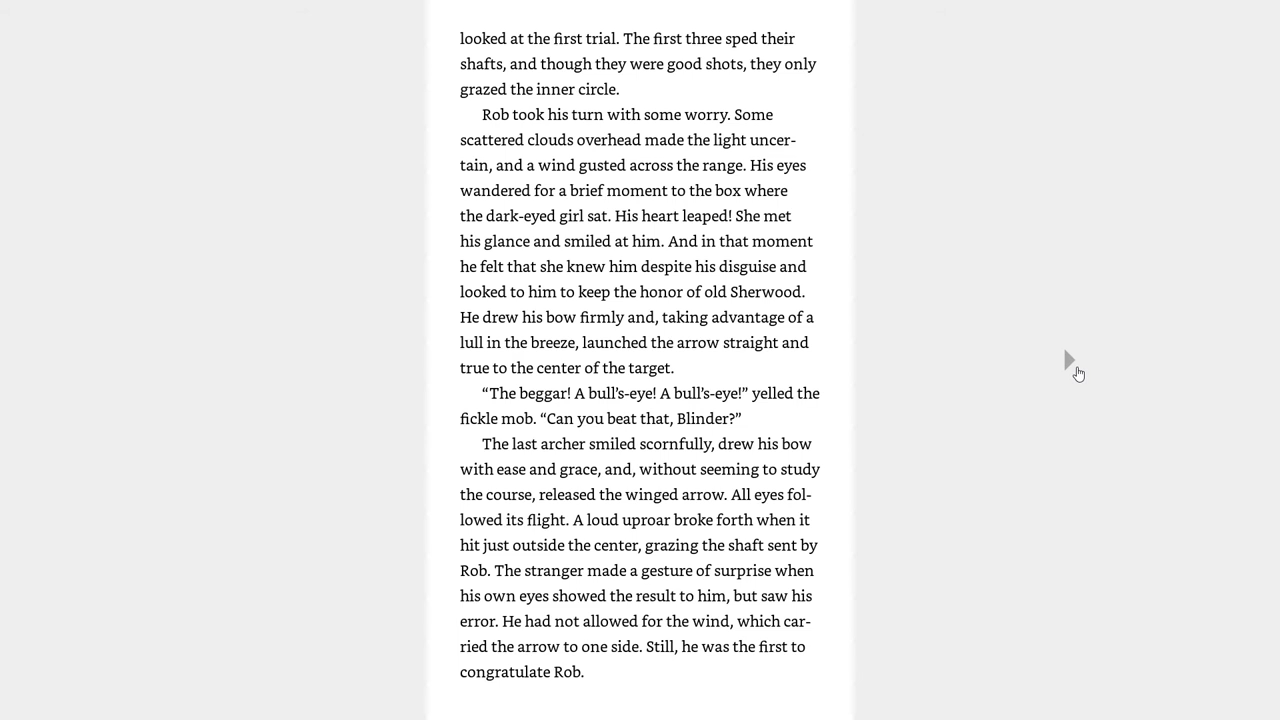 looked at the first trial. The first three sped their
shafts, and though they were good shots, they only
grazed the inner circle.
Rob took his turn with some worry. Some
scattered clouds overhead made the light uncer-
tain, and a wind gusted across the range. His eyes
wandered for a brief moment to the box where
the dark-eyed girl sat. His heart leaped! She met
his glance and smiled at him. And in that moment
he felt that she knew him despite his disguise and
looked to him to keep the honor of old Sherwood.
He drew his bow firmly and, taking advantage of a
lull in the breeze, launched the arrow straight and
true to the center of the target.
“The beggar! A bull’s-eye! A bull’s-eye!” yelled the
fickle mob. “Can you beat that, Blinder?”
The last archer smiled scornfully, drew his bow
with ease and grace, and, without seeming to study
the course, released the winged arrow. All eyes fol-
lowed its flight. A loud uproar broke forth when it
hit just outside the center, grazing the shaft sent by
Rob. The stranger made a gesture of surprise when
his own eyes showed the result to him, but saw his
error. He had not allowed for the wind, which car-
ried the arrow to one side. Still, he was the first to
congratulate Rob.